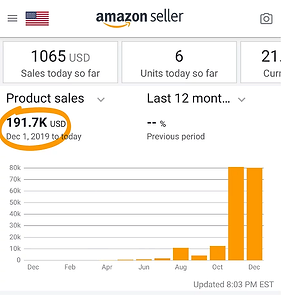 amazon seller
1065 USD
Sales today so far
6
Units today so far
21.
Curr
Product sales
Last 12 mont...
191.7K USD
Dec 1, 2019 to today
-- %
Previous period
80k
70k
60k
50k
40k
30k
20k
10k
0
Dec Feb Apr Jun Aug Oct Dec
Updated 8:03 PM EST